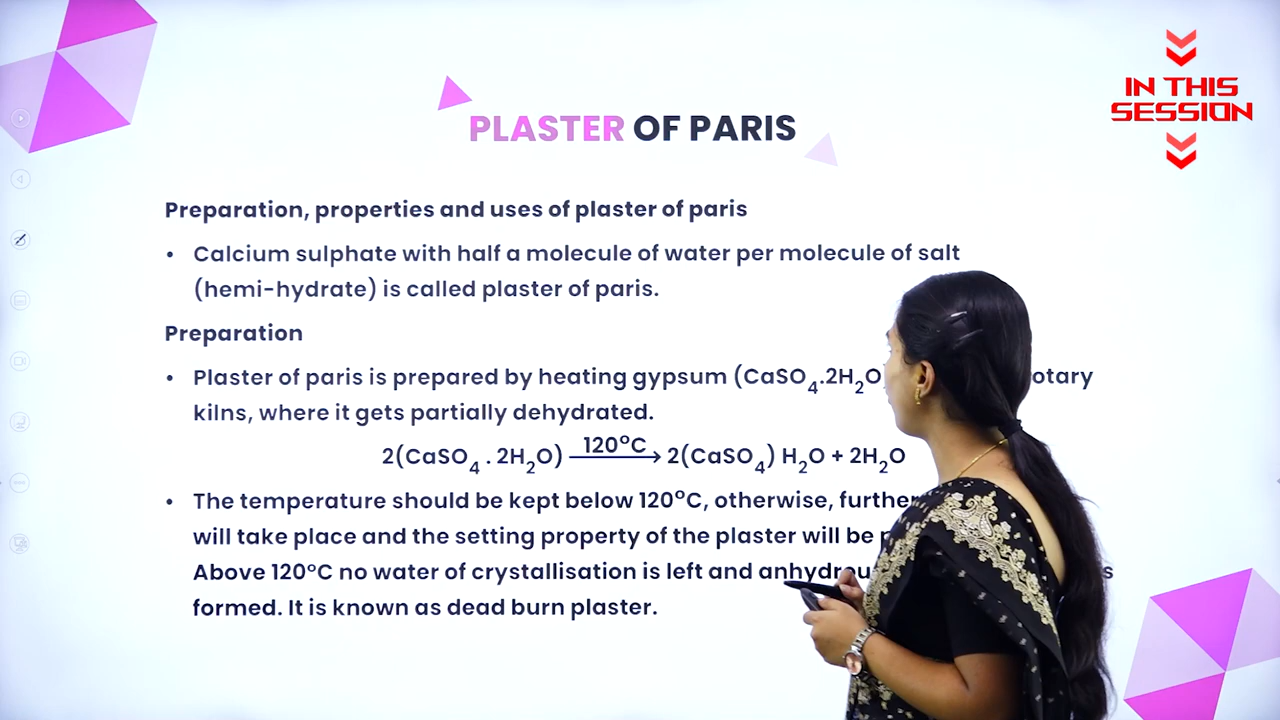 IN THIS
SESSION
PLASTER OF PARIS
Preparation, properties and uses of plaster of paris
• Calcium sulphate with half a molecule of water per molecule of salt
(hemi-hydrate) is called plaster of paris.
Preparation
• Plaster of paris is prepared by heating gypsum (CaSO₄.2H₂O
kilns, where it gets partially dehydrated.
2(CaSO₄ . 2H₂O) 120°C → 2(CaSO₄) H₂O + 2H₂O
• The temperature should be kept below 120°C, otherwise, further
will take place and the setting property of the plaster will be
Above 120°C no water of crystallisation is left and
formed. It is known as dead burn plaster.